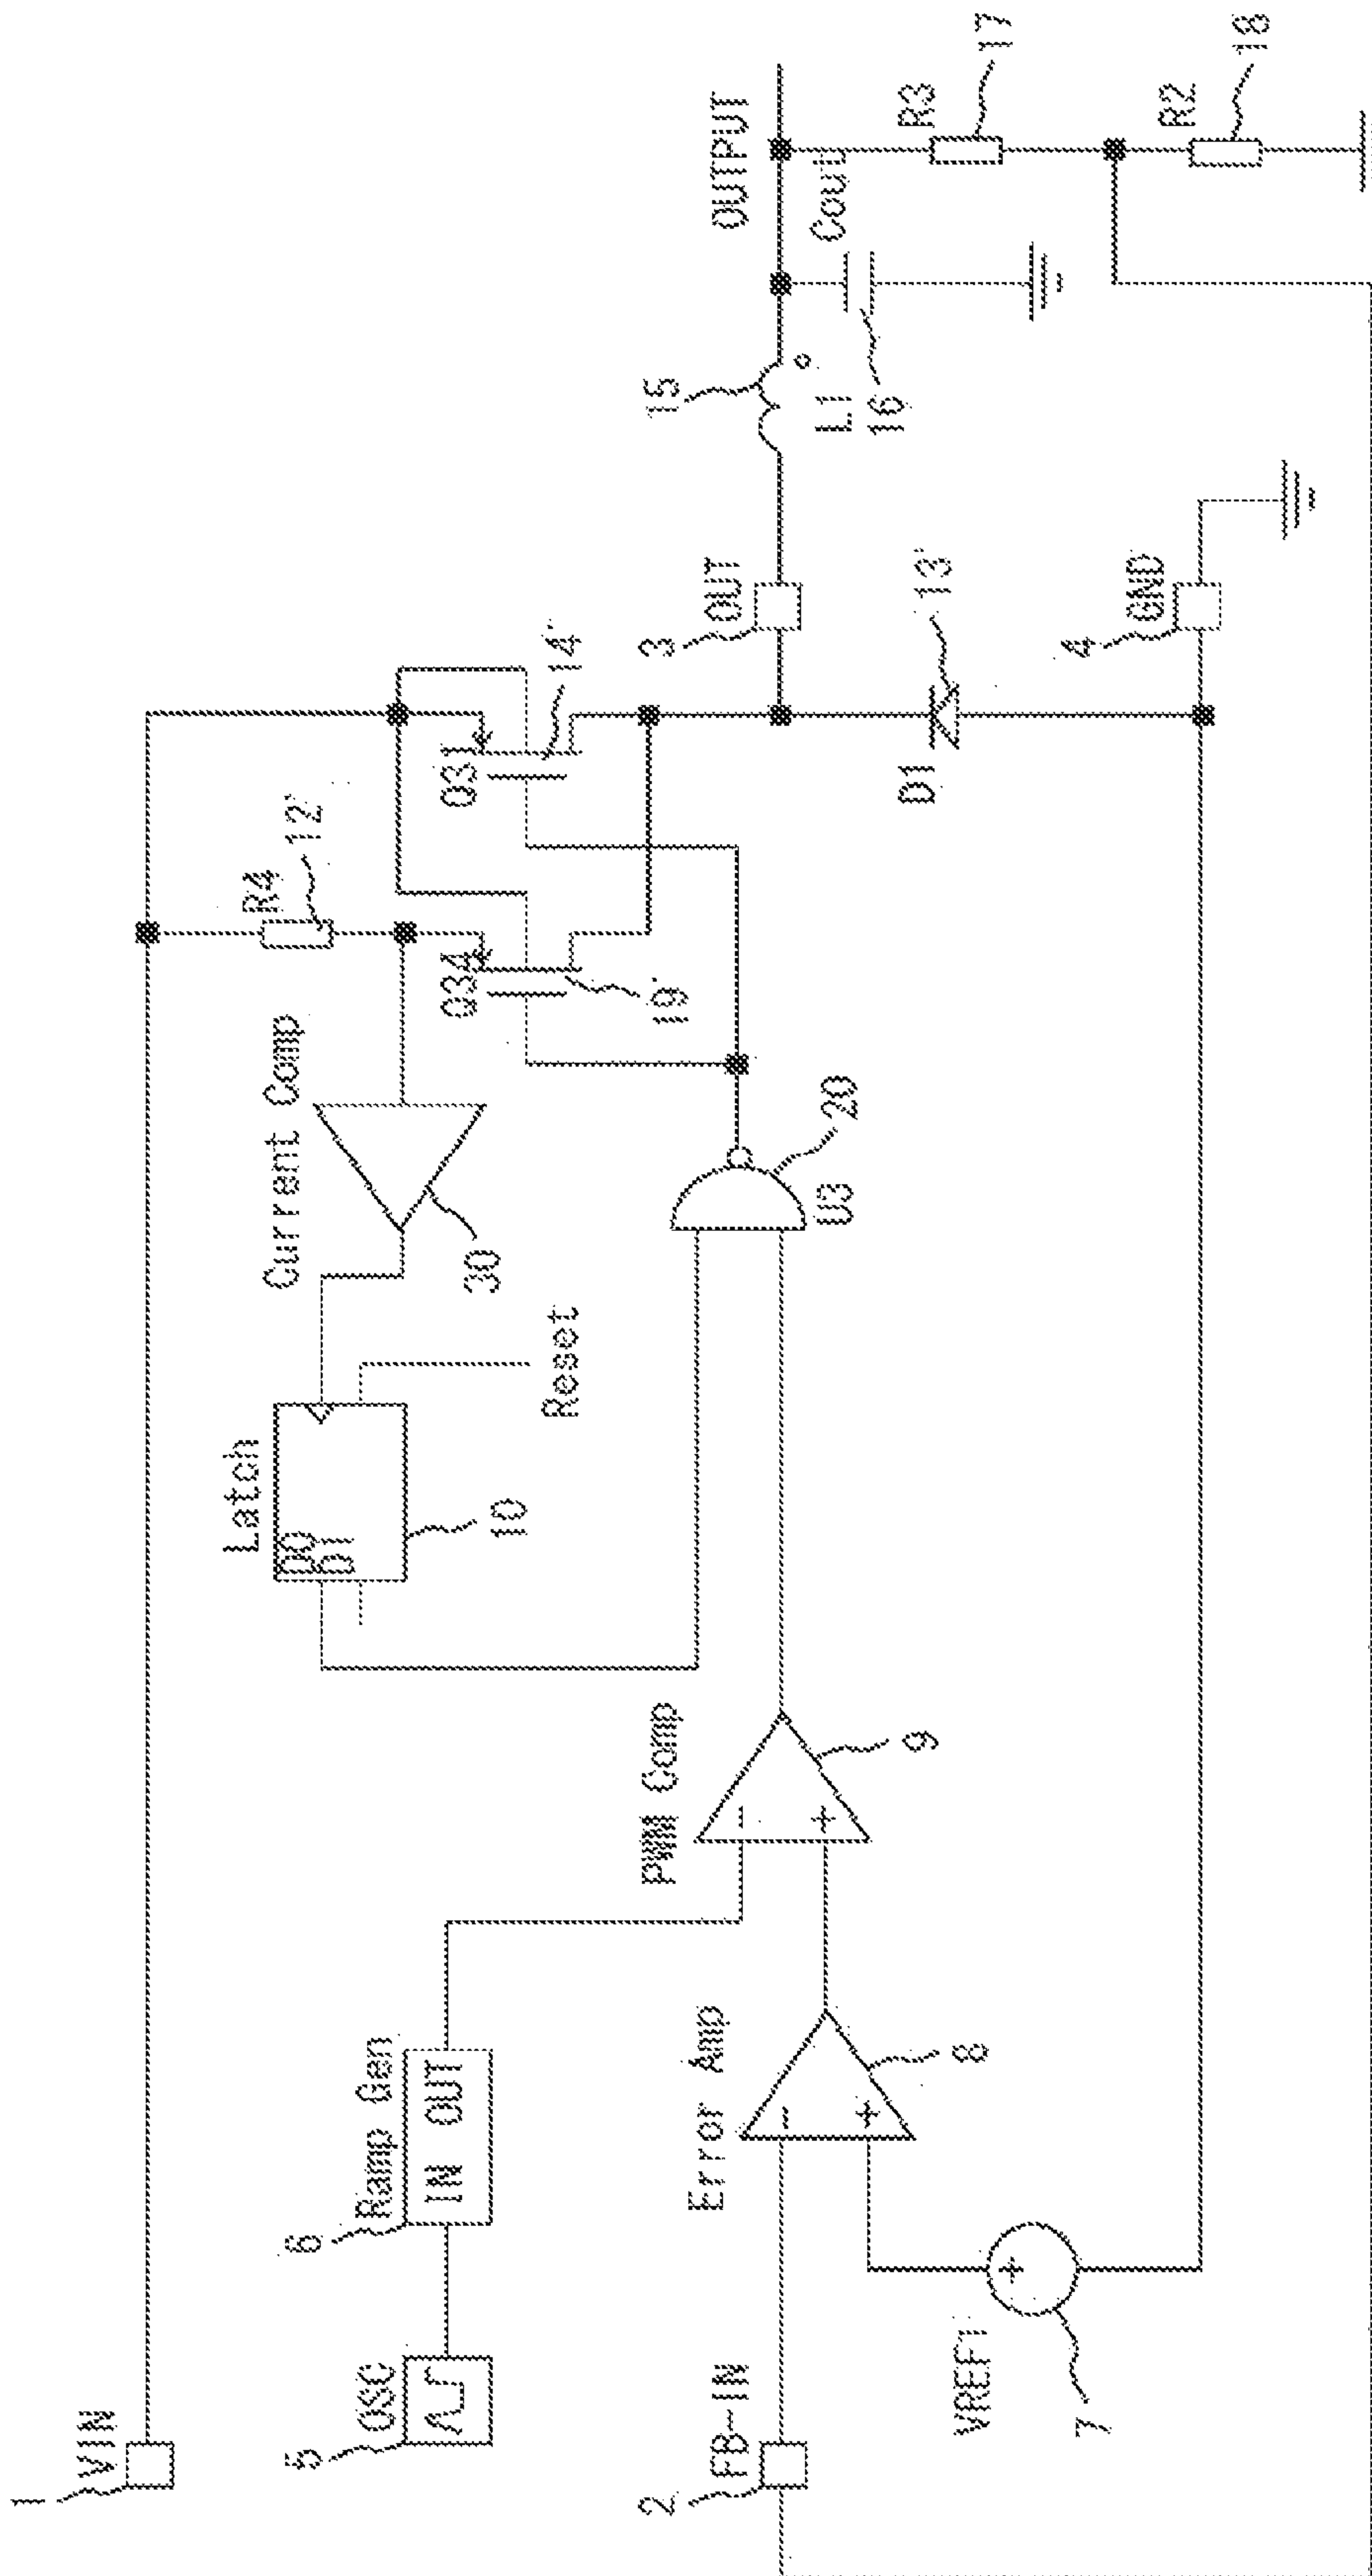 1
VIN
5
OSC
6
Ramp Gen
IN OUT
2
FB-IN
VREF1
7
Error Amp
-
+
8
PWM Comp
-
+
9
Latch
DO
D1
10
Reset
Current Comp
30
R4
12'
Q34
19'
Q31
14'
U3
20
3
OUT
D1
13'
4
GND
15
L1
16
Cout
OUTPUT
R3
17
R2
18